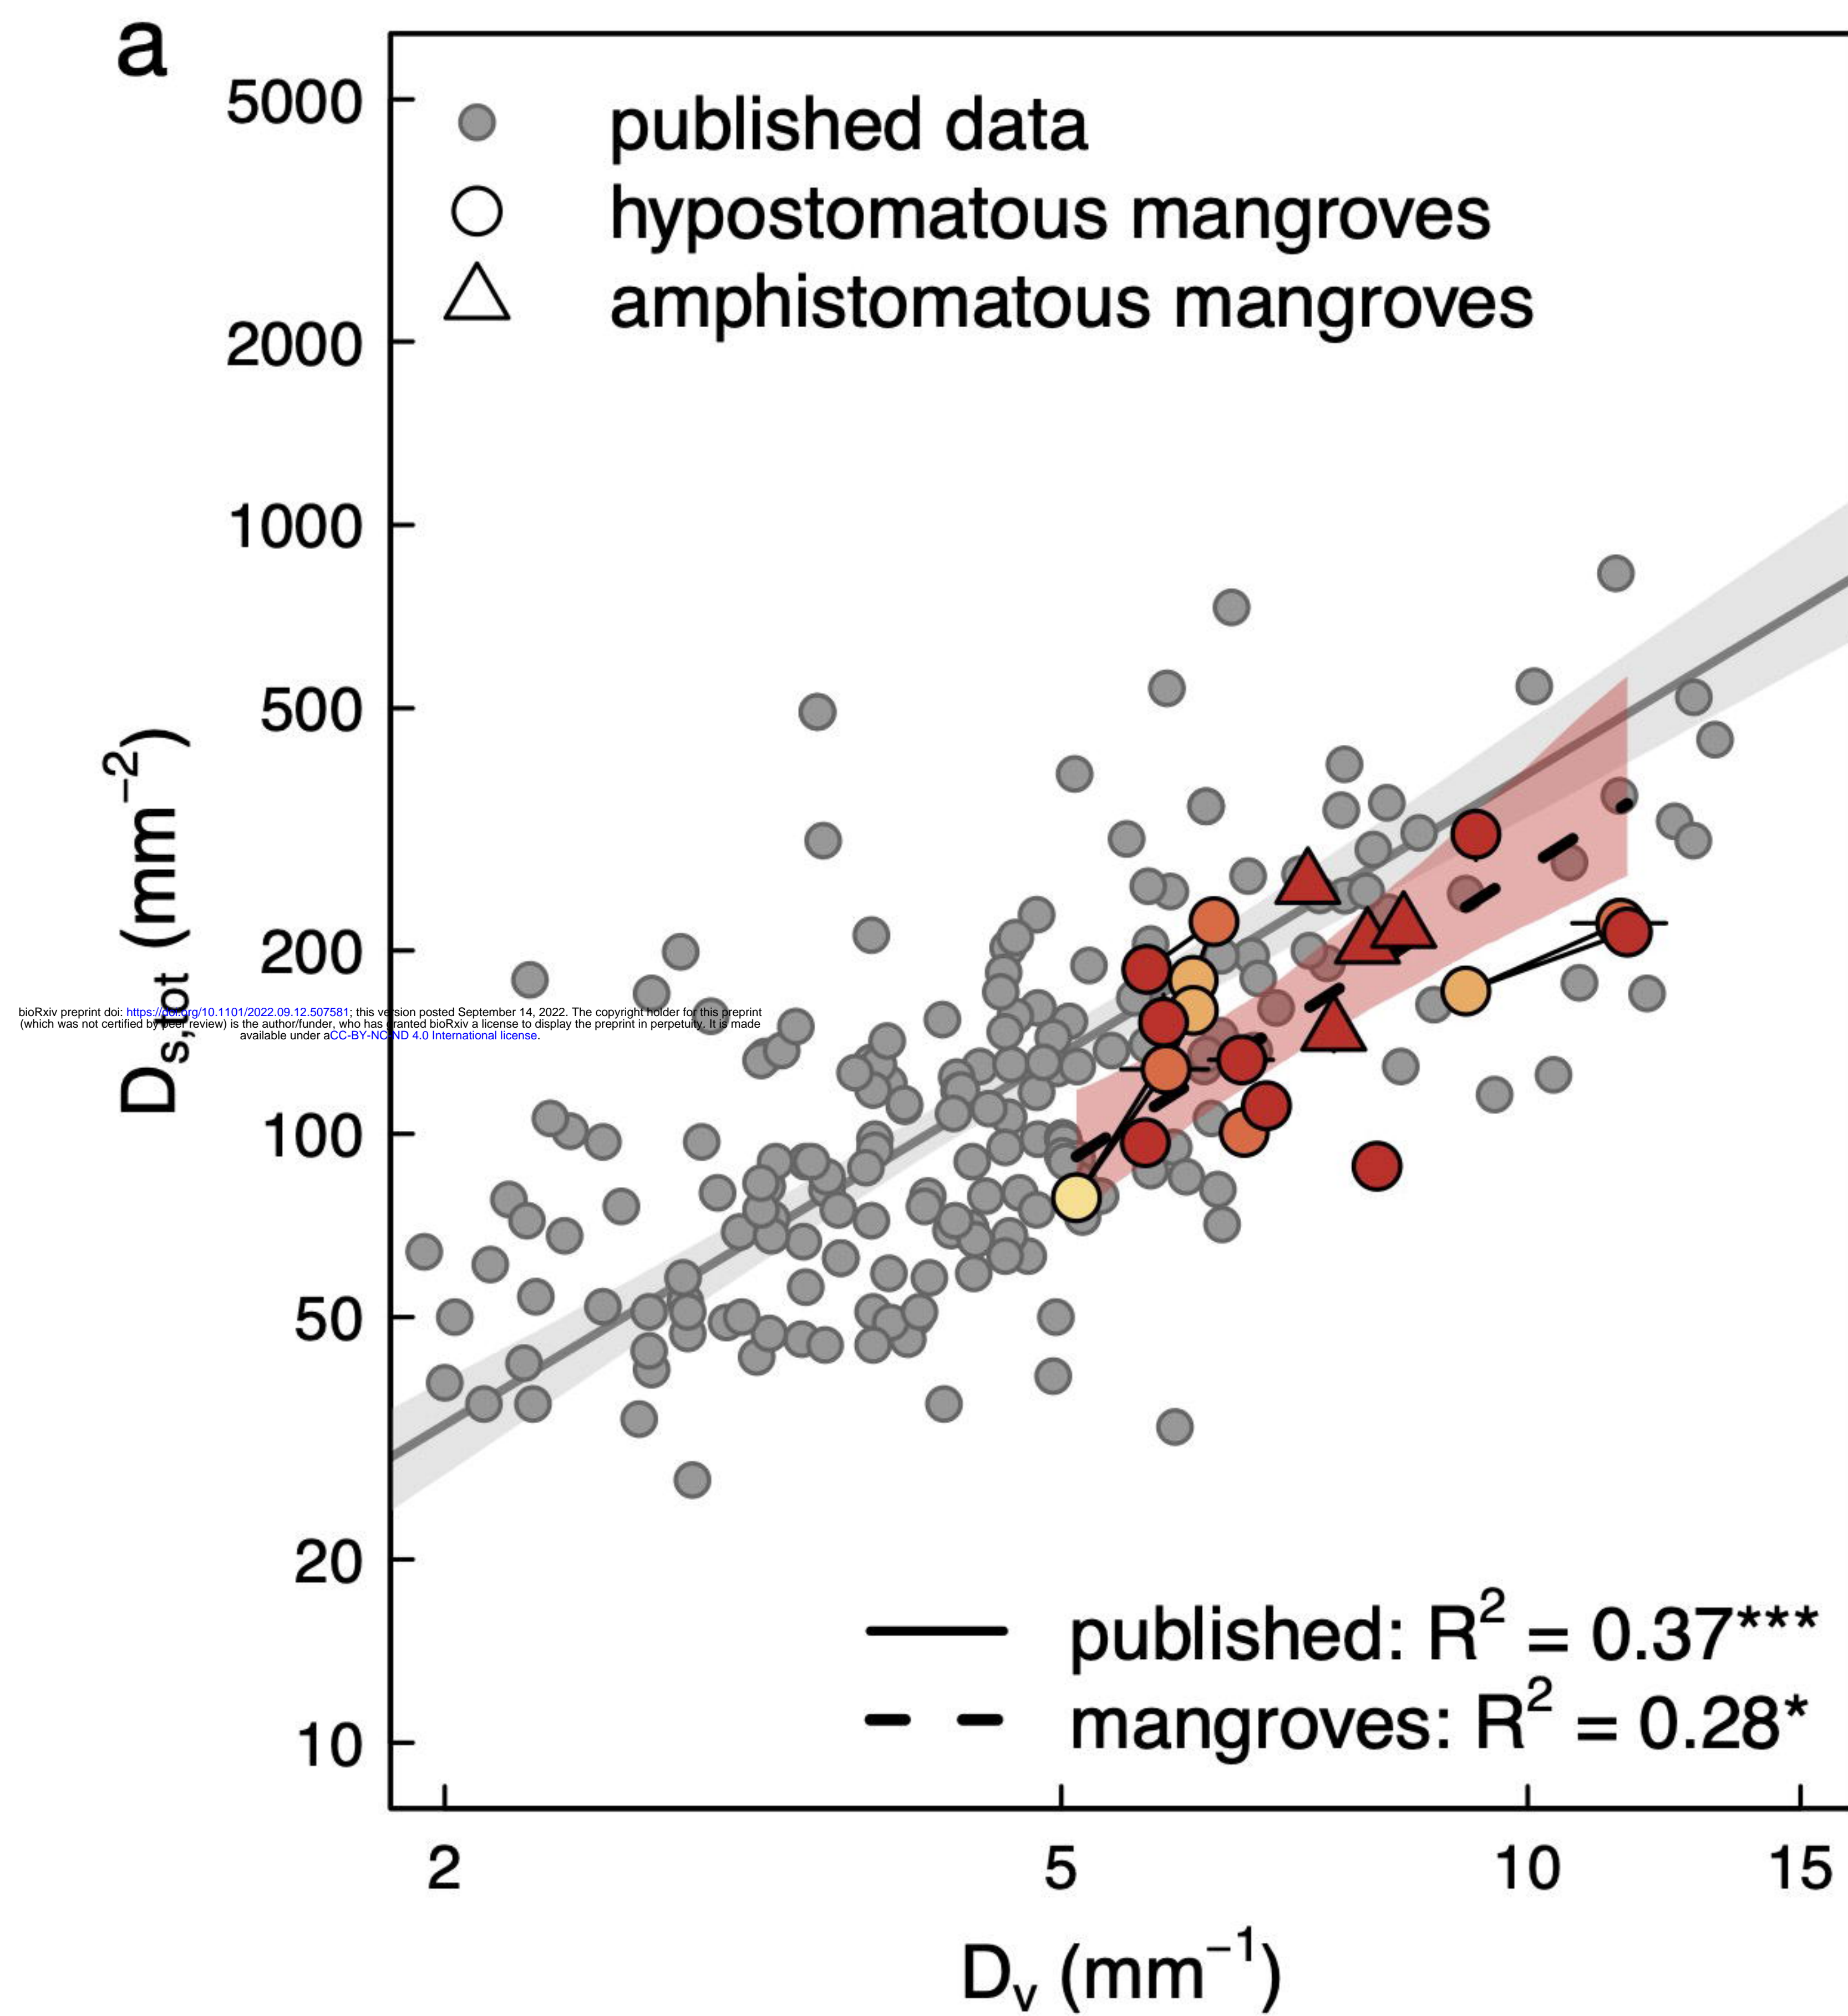 a
5000
2000
1000
500
200
100
50
20
10
published data
hypostomatous mangroves
amphistomatous mangroves
D_s,tot (mm⁻²)
bioRxiv preprint doi: https://doi.org/10.1101/2022.09.12.507581; this version posted September 14, 2022. The copyright holder for this preprint
(which was not certified by peer review) is the author/funder, who has granted bioRxiv a license to display the preprint in perpetuity. It is made
available under aCC-BY-NC-ND 4.0 International license.
published: R² = 0.37***
mangroves: R² = 0.28*
2 5 10 15
D_v (mm⁻¹)